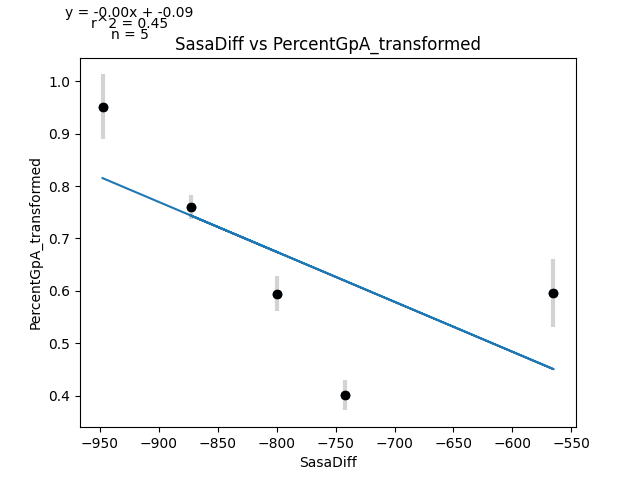 y = -0.00x + -0.09
r^2 = 0.45
n = 5
SasaDiff vs PercentGpA_transformed
1.0
0.9
0.8
0.7
0.6
0.5
0.4
PercentGpA_transformed
−950 −900 −850 −800 −750 −700 −650 −600 −550
SasaDiff